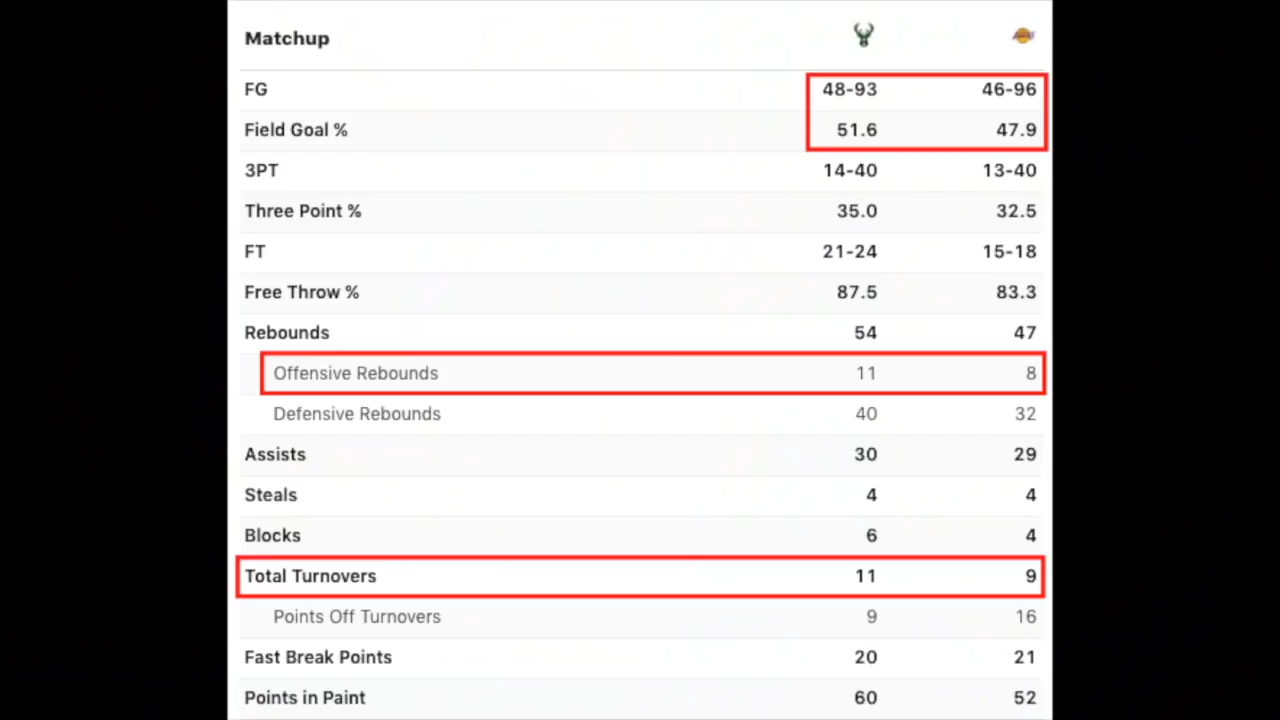 Matchup
FG 48-93 46-96
Field Goal % 51.6 47.9
3PT 14-40 13-40
Three Point % 35.0 32.5
FT 21-24 15-18
Free Throw % 87.5 83.3
Rebounds 54 47
Offensive Rebounds 11 8
Defensive Rebounds 40 32
Assists 30 29
Steals 4 4
Blocks 6 4
Total Turnovers 11 9
Points Off Turnovers 9 16
Fast Break Points 20 21
Points in Paint 60 52